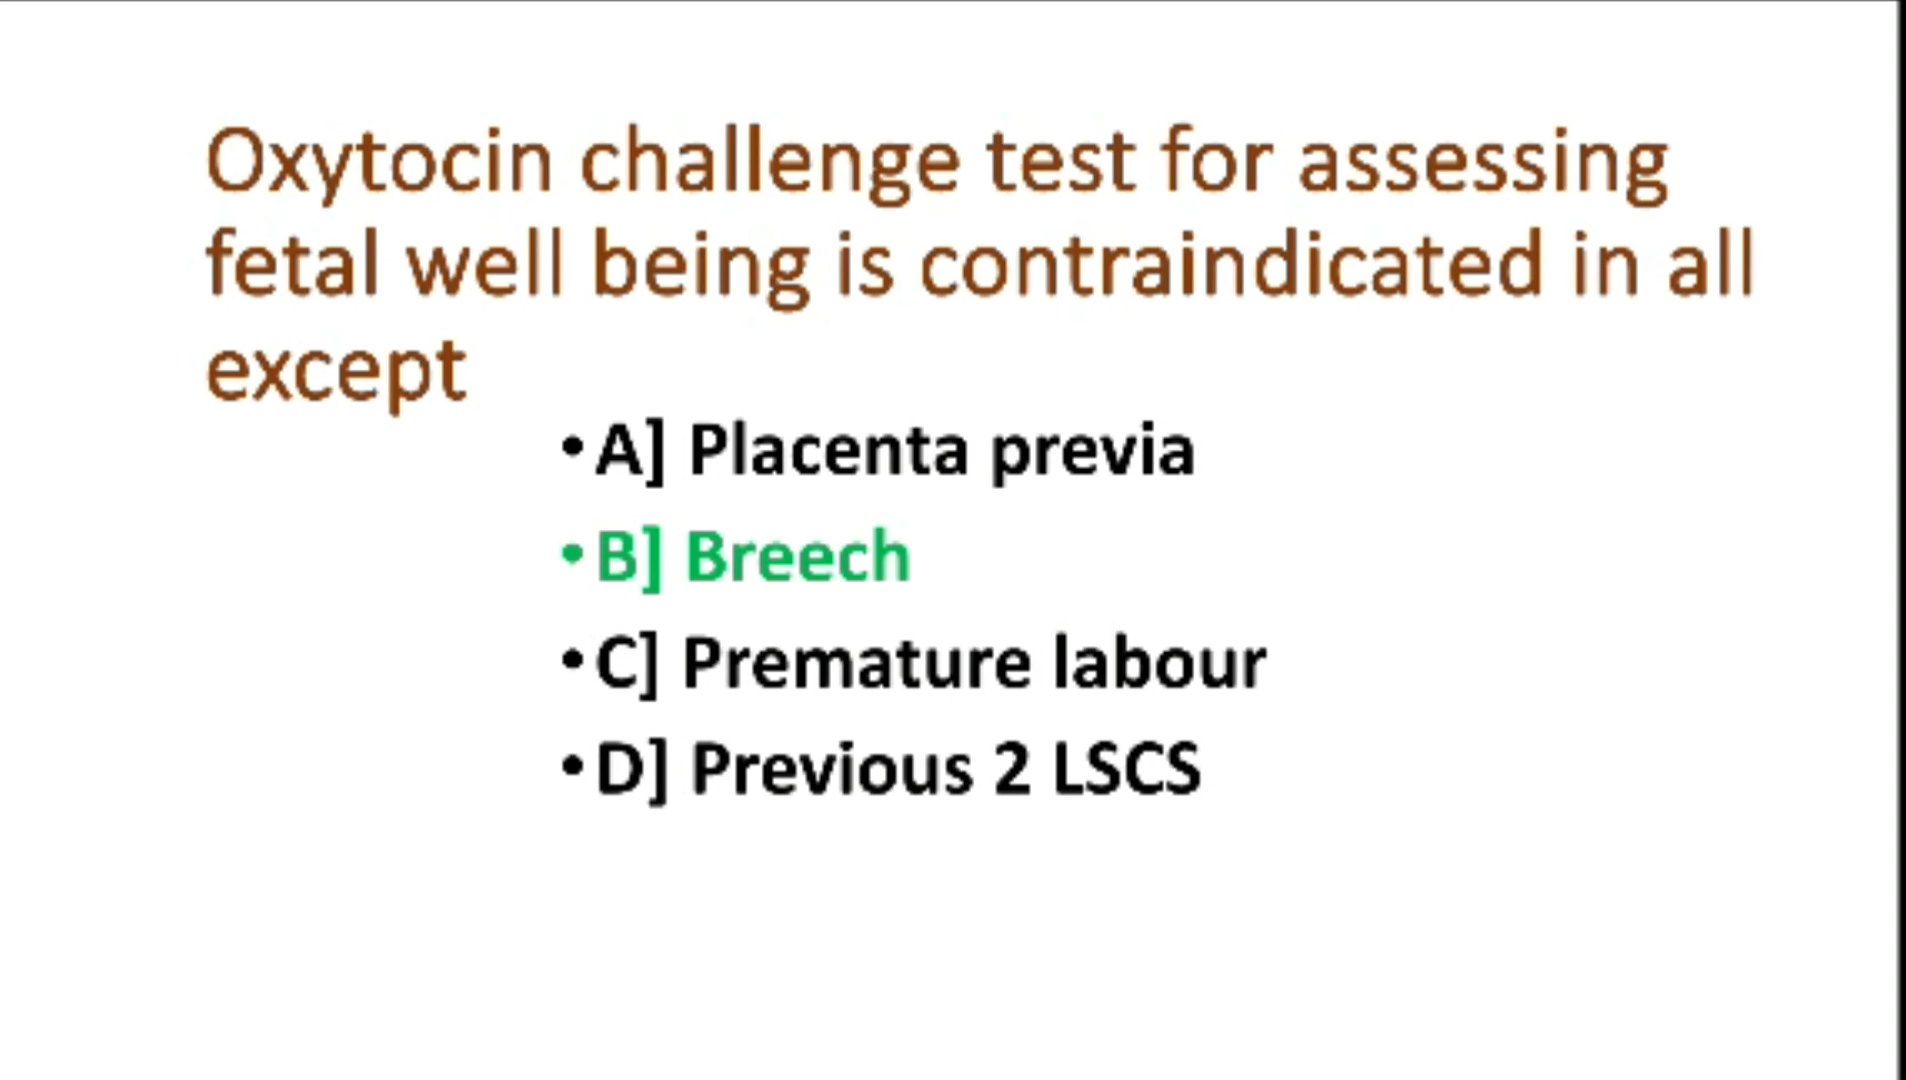 Oxytocin challenge test for assessing
fetal well being is contraindicated in all
except
• A] Placenta previa
• B] Breech
• C] Premature labour
• D] Previous 2 LSCS